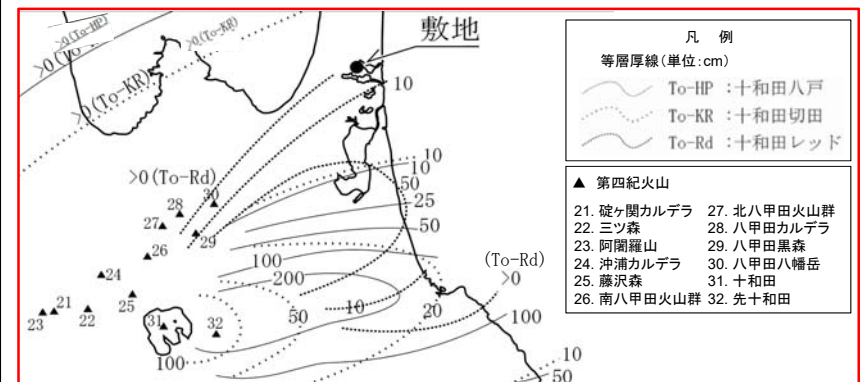 >0(To-HP)
>0(To-KR)
>0(To
>0(To-KR)
敷地
10
>0(To-Rd)
10
10
50
25
50
30
28
27
29
26
24
25
23
21
22
31
32
100
200
50
10
20
100
(To-Rd)
>0
100
10
50
凡 例
等層厚線(単位:cm)
To-HP :十和田八戸
To-KR :十和田切田
To-Rd :十和田レッド
▲ 第四紀火山
21. 碇ヶ関カルデラ 27. 北八甲田火山群
22. 三ツ森 28. 八甲田カルデラ
23. 阿闍羅山 29. 八甲田黒森
24. 沖浦カルデラ 30. 八甲田八幡岳
25. 藤沢森 31. 十和田
26. 南八甲田火山群 32. 先十和田